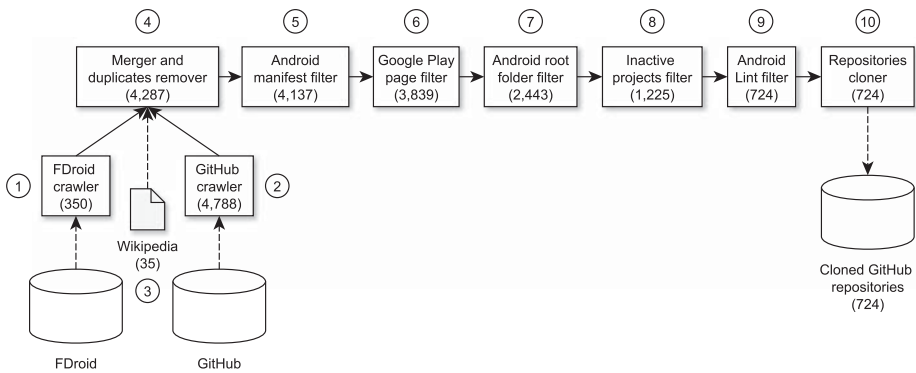 4
5
6
7
8
9
10
Merger and
duplicates remover
(4,287)
Android
manifest filter
(4,137)
Google Play
page filter
(3,839)
Android root
folder filter
(2,443)
Inactive
projects filter
(1,225)
Android
Lint filter
(724)
Repositories
cloner
(724)
1
FDroid
crawler
(350)
GitHub
crawler
(4,788)
2
Wikipedia
(35)
3
Cloned GitHub
repositories
(724)
FDroid
GitHub